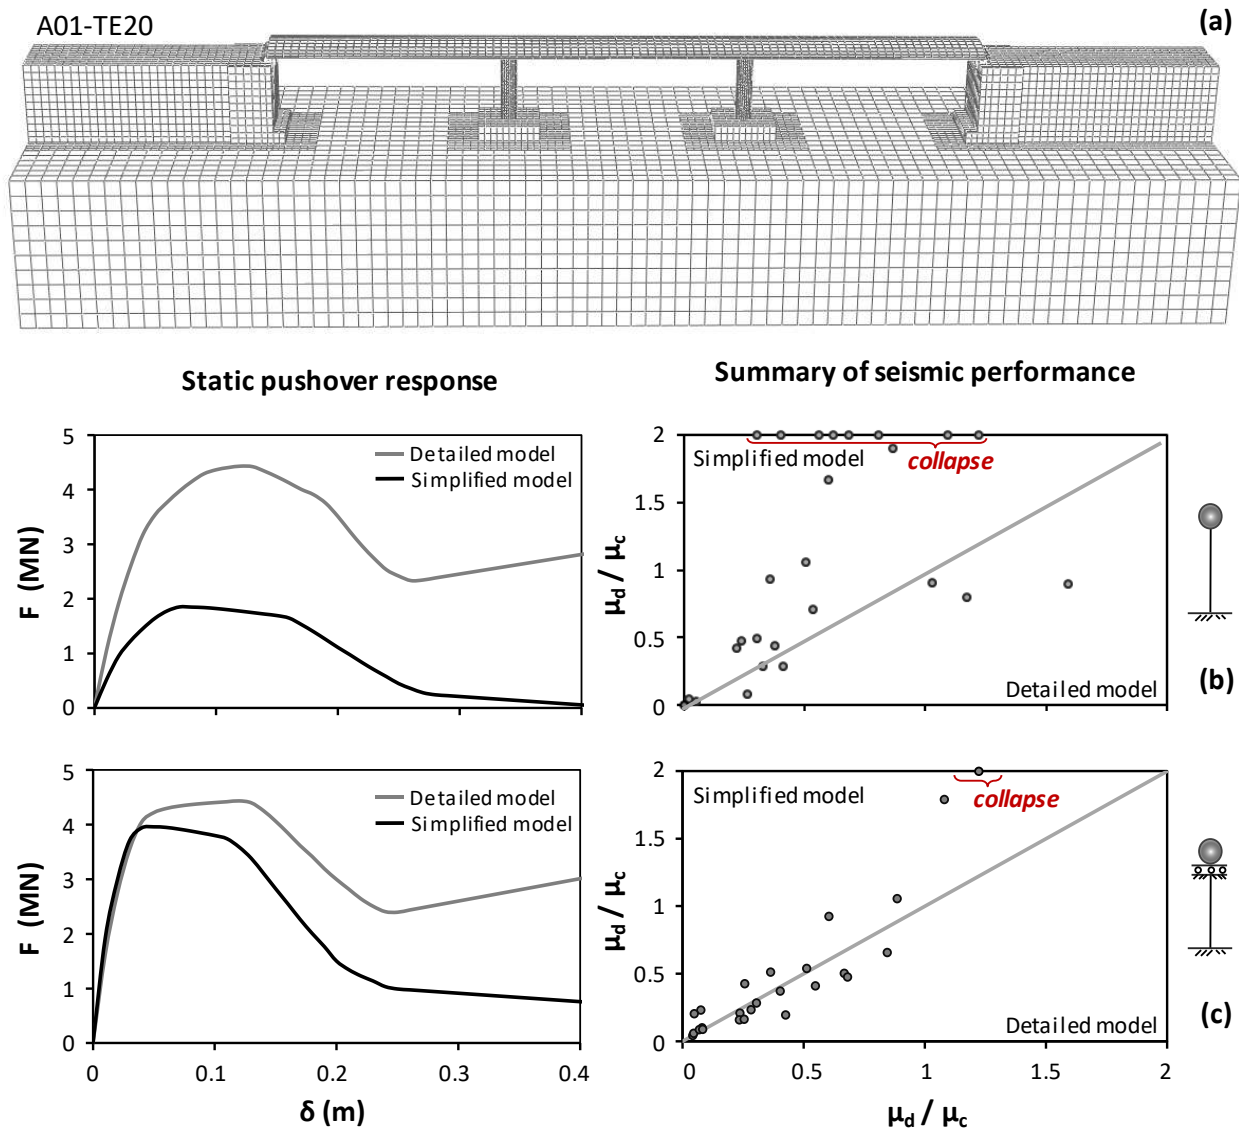 A01-TE20
(a)
Static pushover response
Summary of seismic performance
5
4
3
2
1
0
F (MN)
Detailed model
Simplified model
2
1.5
1
0.5
0
μd / μc
Simplified model
collapse
Detailed model
(b)
5
4
3
2
1
0
F (MN)
Detailed model
Simplified model
0
0.1
0.2
0.3
0.4
δ (m)
2
1.5
1
0.5
0
μd / μc
Simplified model
collapse
Detailed model
(c)
0
0.5
1
1.5
2
μd / μc